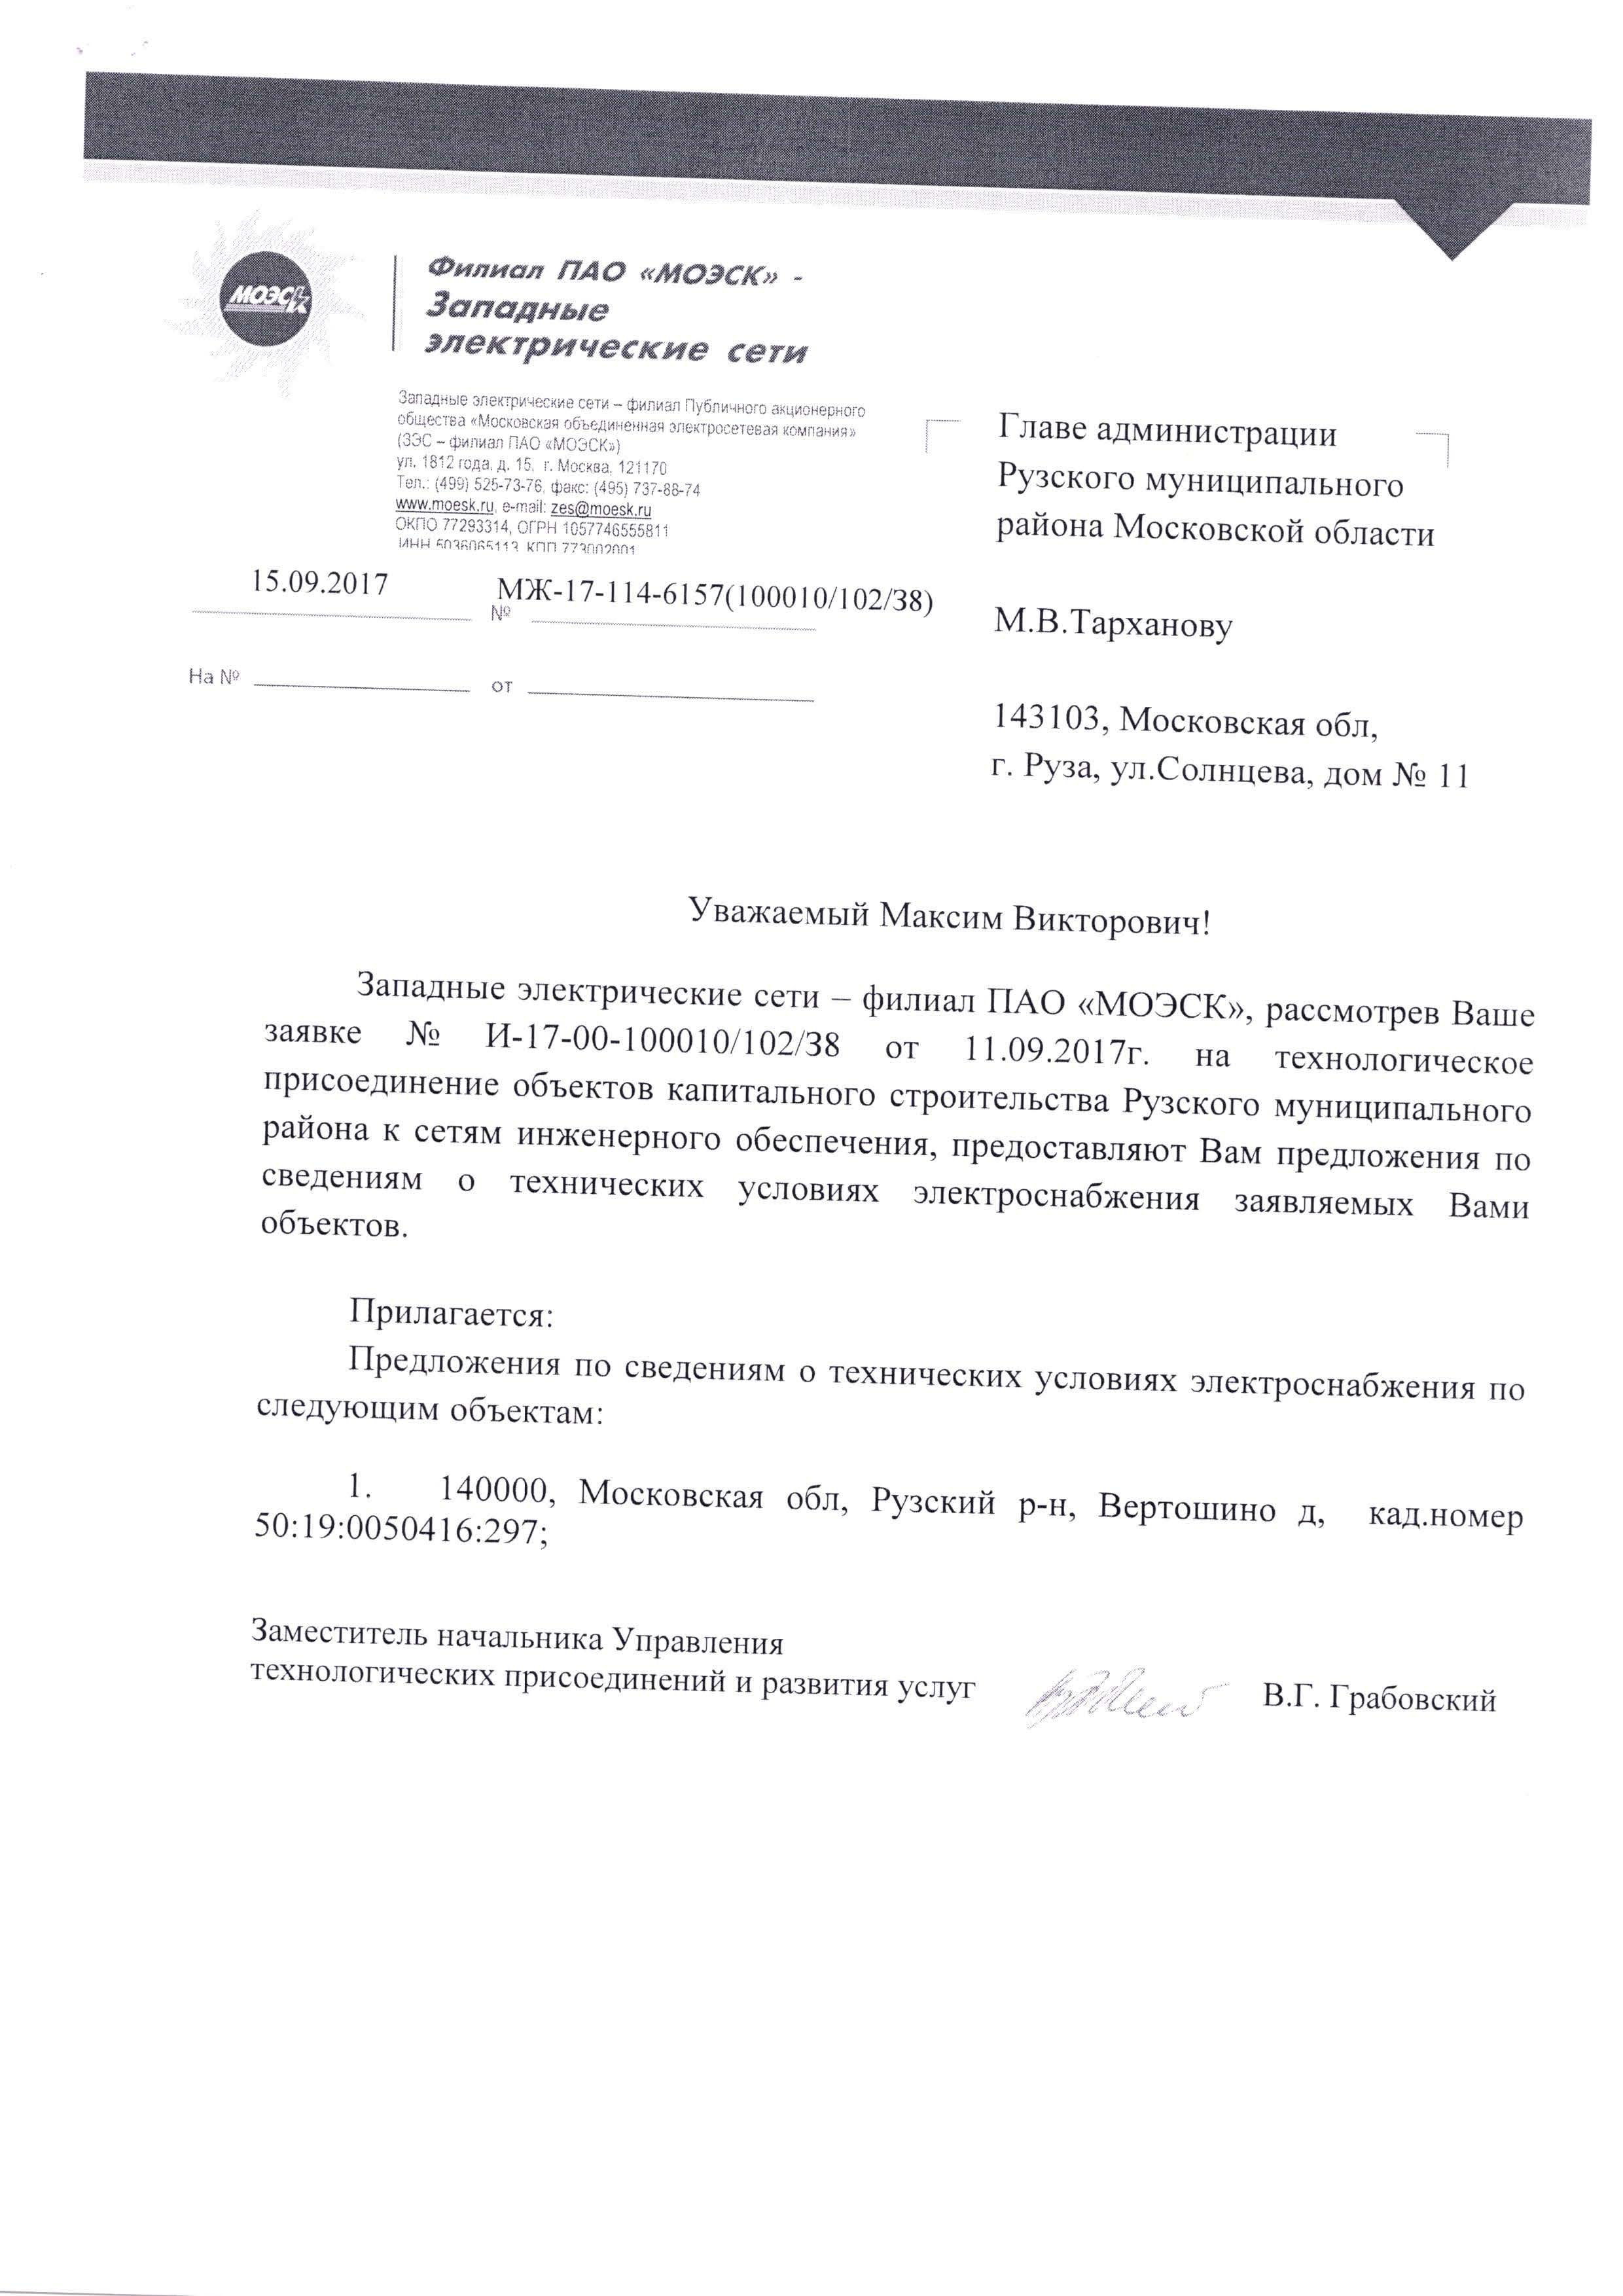 МОЭСК
Филиал ПАО «МОЭСК» -
Западные
электрические сети
Западные электрические сети – филиал Публичного акционерного
общества «Московская объединенная электросетевая компания»
(ЗЭС – филиал ПАО «МОЭСК»)
ул. 1812 года, д. 15, г. Москва, 121170
Тел.: (499) 525-73-76, факс: (495) 737-88-74
www.moesk.ru, e-mail: zes@moesk.ru
ОКПО 77293314, ОГРН 1057746555811
ИНН 5036065113, КПП 773002001
15.09.2017 № МЖ-17-114-6157(100010/102/38)
На № от
Главе администрации
Рузского муниципального
района Московской области
М.В.Тарханову
143103, Московская обл,
г. Руза, ул.Солнцева, дом № 11
Уважаемый Максим Викторович!
Западные электрические сети – филиал ПАО «МОЭСК», рассмотрев Ваше
заявке № И-17-00-100010/102/38 от 11.09.2017г. на технологическое
присоединение объектов капитального строительства Рузского муниципального
района к сетям инженерного обеспечения, предоставляют Вам предложения по
сведениям о технических условиях электроснабжения заявляемых Вами
объектов.
Прилагается:
Предложения по сведениям о технических условиях электроснабжения по
следующим объектам:
1. 140000, Московская обл, Рузский р-н, Вертошино д, кад.номер
50:19:0050416:297;
Заместитель начальника Управления
технологических присоединений и развития услуг В.Г. Грабовский